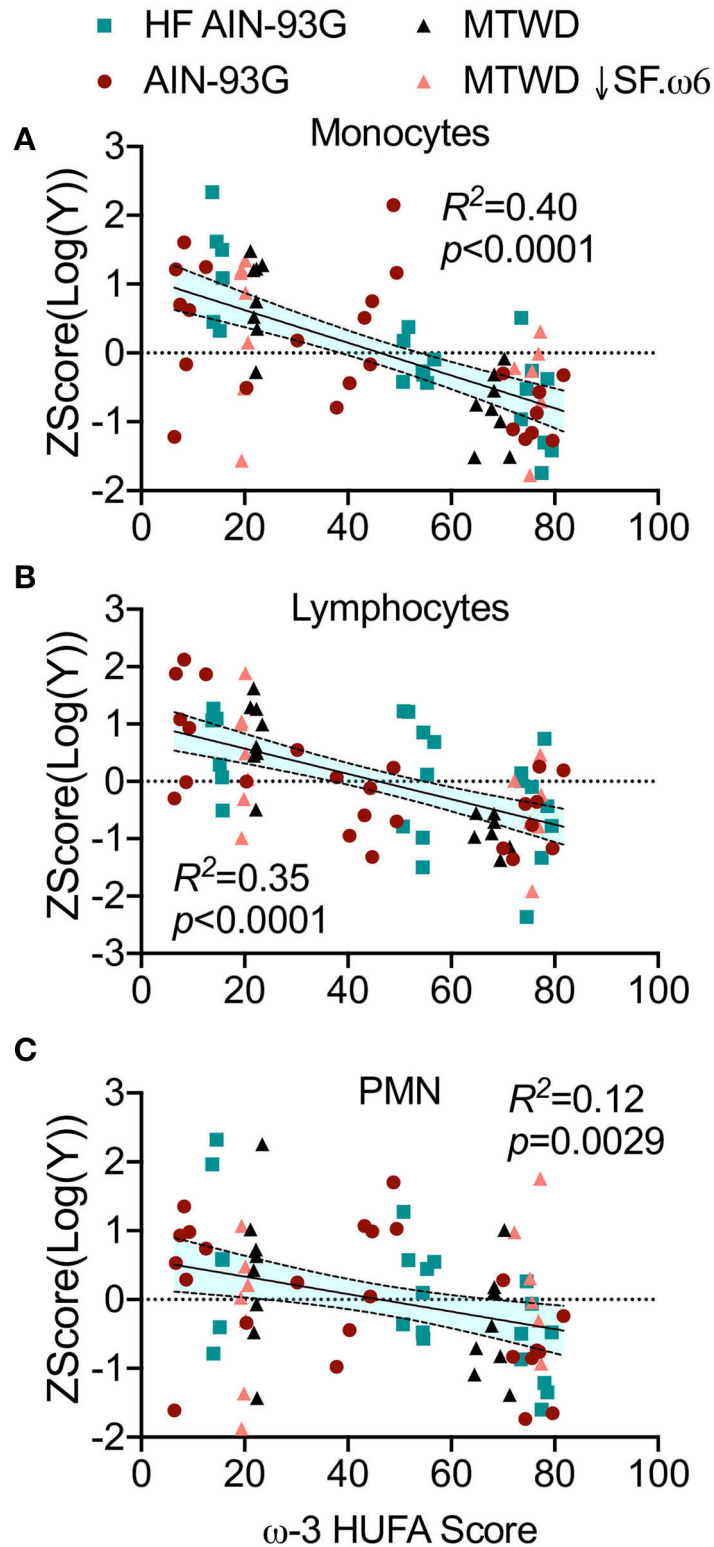 HF AIN-93G MTWD
AIN-93G MTWD ↓SF.ω6
A
Monocytes
ZScore(Log(Y))
R²=0.40
p<0.0001
3
2
1
0
-1
-2
0 20 40 60 80 100
B
Lymphocytes
ZScore(Log(Y))
3
2
1
0
-1
-2
-3
R²=0.35
p<0.0001
0 20 40 60 80 100
C
PMN
ZScore(Log(Y))
R²=0.12
p=0.0029
3
2
1
0
-1
-2
0 20 40 60 80 100
ω-3 HUFA Score